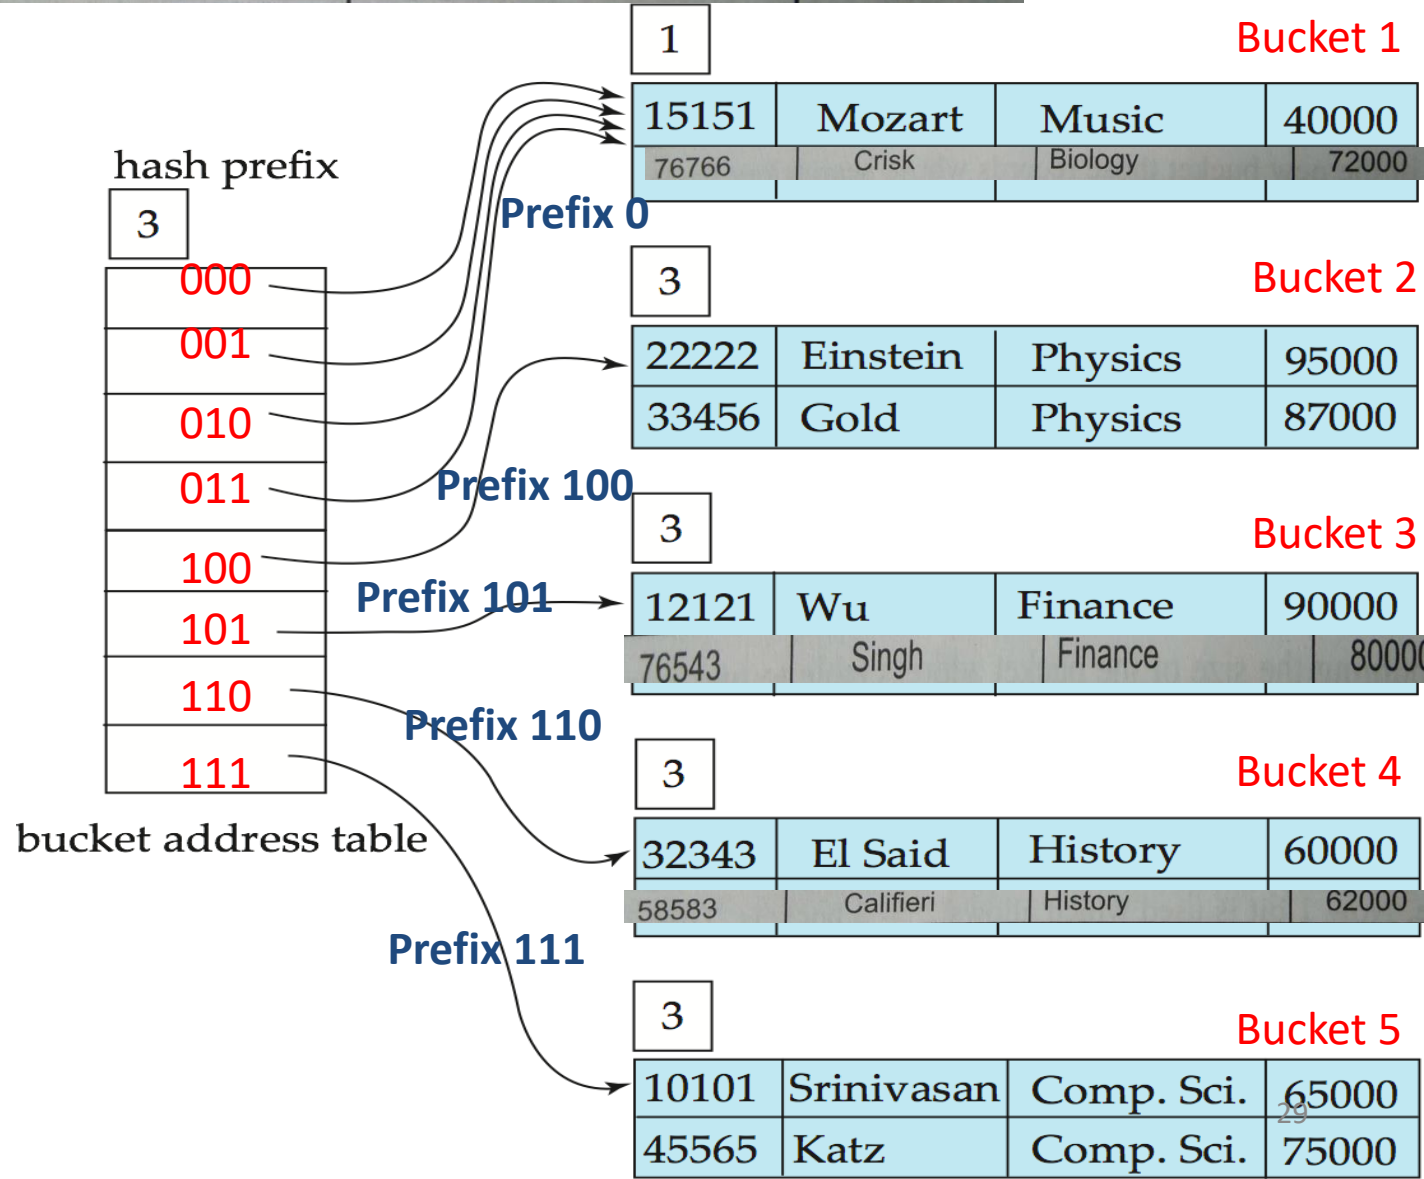 hash prefix
3
000
001
010
011
100
101
110
111
bucket address table
Prefix 0
Prefix 100
Prefix 101
Prefix 110
Prefix 111
1
Bucket 1
15151 Mozart Music 40000
76766 Crisk Biology 72000
3
Bucket 2
22222 Einstein Physics 95000
33456 Gold Physics 87000
3
Bucket 3
12121 Wu Finance 90000
76543 Singh Finance 80000
3
Bucket 4
32343 El Said History 60000
58583 Califieri History 62000
3
Bucket 5
10101 Srinivasan Comp. Sci. 65000
29
45565 Katz Comp. Sci. 75000